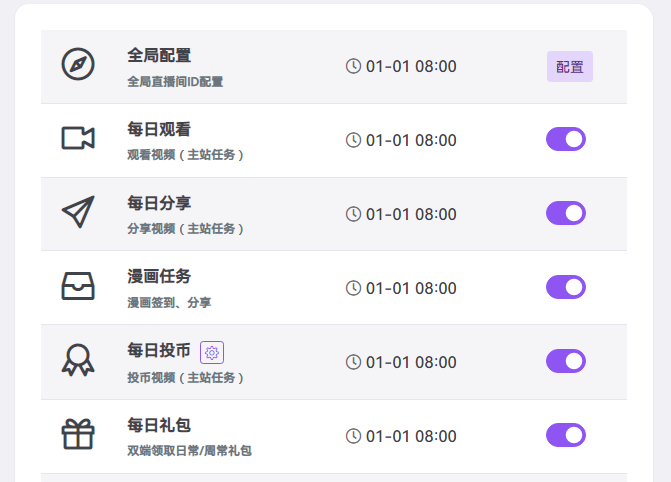 全局配置
01-01 08:00
配置
全局直播间ID配置
每日观看
01-01 08:00
观看视频（主站任务）
每日分享
01-01 08:00
分享视频（主站任务）
漫画任务
01-01 08:00
漫画签到、分享
每日投币
01-01 08:00
投币视频（主站任务）
每日礼包
01-01 08:00
双端领取日常/周常礼包